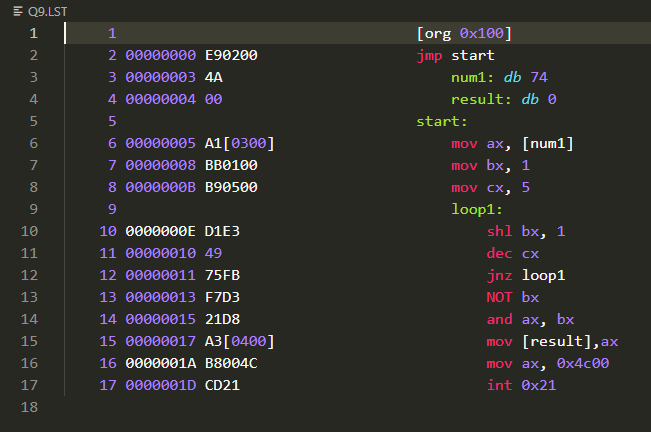 Q9.LST
1 1 [org 0x100]
2 2 00000000 E90200 jmp start
3 3 00000003 4A num1: db 74
4 4 00000004 00 result: db 0
5 5 start:
6 6 00000005 A1[0300] mov ax, [num1]
7 7 00000008 BB0100 mov bx, 1
8 8 0000000B B90500 mov cx, 5
9 9 loop1:
10 10 0000000E D1E3 shl bx, 1
11 11 00000010 49 dec cx
12 12 00000011 75FB jnz loop1
13 13 00000013 F7D3 NOT bx
14 14 00000015 21D8 and ax, bx
15 15 00000017 A3[0400] mov [result],ax
16 16 0000001A B8004C mov ax, 0x4c00
17 17 0000001D CD21 int 0x21
18